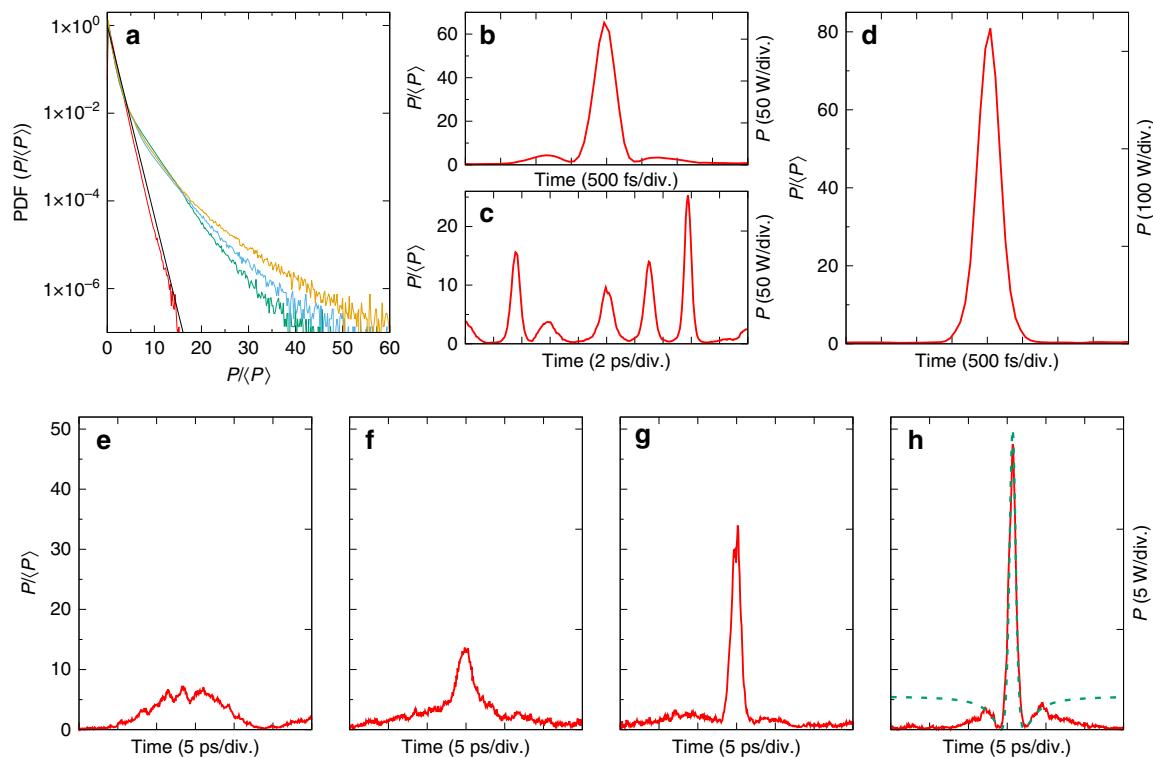 a
PDF (P/⟨P⟩)
1×10⁰
1×10⁻²
1×10⁻⁴
1×10⁻⁶
0 10 20 30 40 50 60
P/⟨P⟩
b
P/⟨P⟩
60
40
20
0
P (50 W/div.)
Time (500 fs/div.)
c
P/⟨P⟩
20
10
0
P (50 W/div.)
Time (2 ps/div.)
d
P/⟨P⟩
80
60
40
20
0
P (100 W/div.)
Time (500 fs/div.)
e
P/⟨P⟩
50
40
30
20
10
0
Time (5 ps/div.)
f
Time (5 ps/div.)
g
Time (5 ps/div.)
h
P (5 W/div.)
Time (5 ps/div.)